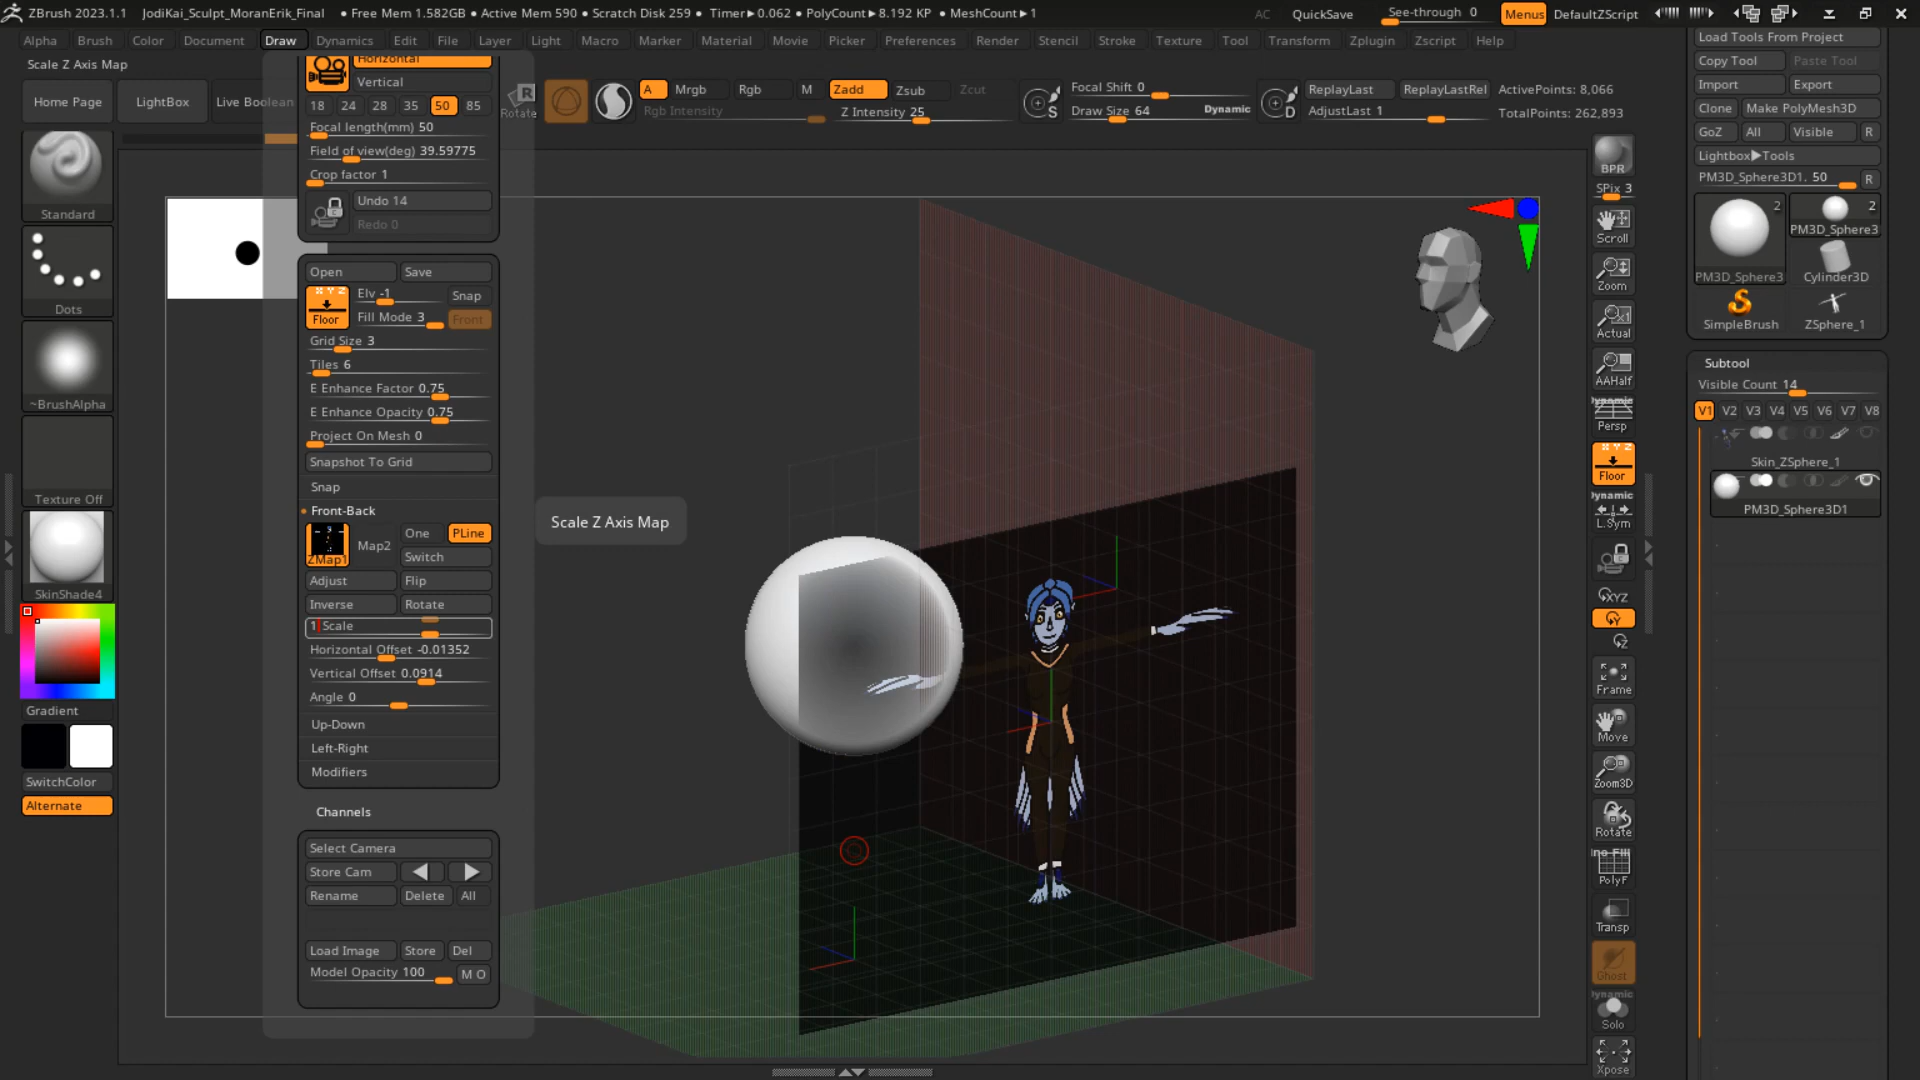 ZBrush 2023.1.1 JodiKai_Sculpt_MoranErik_Final • Free Mem 1.582GB • Active Mem 590 • Scratch Disk 259 • Timer▶0.062 • PolyCount▶8.192 KP • MeshCount▶1 AC QuickSave See-through 0 Menus DefaultZScript
Alpha Brush Color Document Draw Dynamics Edit File Layer Light Macro Marker Material Movie Picker Preferences Render Stencil Stroke Texture Tool Transform Zplugin Zscript Help
Scale Z Axis Map
Home Page LightBox Live Boolean
Rotate
A Mrgb Rgb M Zadd Zsub Zcut
Rgb Intensity Z Intensity 25
S Focal Shift 0
Draw Size 64 Dynamic
D ReplayLast ReplayLastRel
AdjustLast 1
ActivePoints: 8,066
TotalPoints: 262,893
Standard
Dots
~BrushAlpha
Texture Off
SkinShade4
Gradient
SwitchColor
Alternate
Horizontal
Vertical
18 24 28 35 50 85
Focal length(mm) 50
Field of view(deg) 39.59775
Crop factor 1
Undo 14
Redo 0
Open Save
X Y Z
Floor
Elv -1 Snap
Fill Mode 3 Front
Grid Size 3
Tiles 6
E Enhance Factor 0.75
E Enhance Opacity 0.75
Project On Mesh 0
Snapshot To Grid
Snap
Front-Back
ZMap1 Map2 One PLine
Switch
Adjust Flip
Inverse Rotate
1 Scale
Horizontal Offset -0.01352
Vertical Offset 0.0914
Angle 0
Up-Down
Left-Right
Modifiers
Channels
Select Camera
Store Cam
Rename Delete All
Load Image Store Del
Model Opacity 100 M O
Scale Z Axis Map
BPR
SPix 3
Scroll
Zoom
Actual
AAHalf
Dynamic
Persp
X Y Z
Floor
Dynamic
L.Sym
XYZ
Y
Z
Frame
Move
Zoom3D
Rotate
PolyF
Transp
Ghost
Dynamic
Solo
Xpose
Load Tools From Project
Copy Tool Paste Tool
Import Export
Clone Make PolyMesh3D
GoZ All Visible R
Lightbox▶Tools
PM3D_Sphere3D1. 50 R
2
PM3D_Sphere3
2
PM3D_Sphere3
Cylinder3D
SimpleBrush
ZSphere_1
Subtool
Visible Count 14
V1 V2 V3 V4 V5 V6 V7 V8
Skin_ZSphere_1
PM3D_Sphere3D1